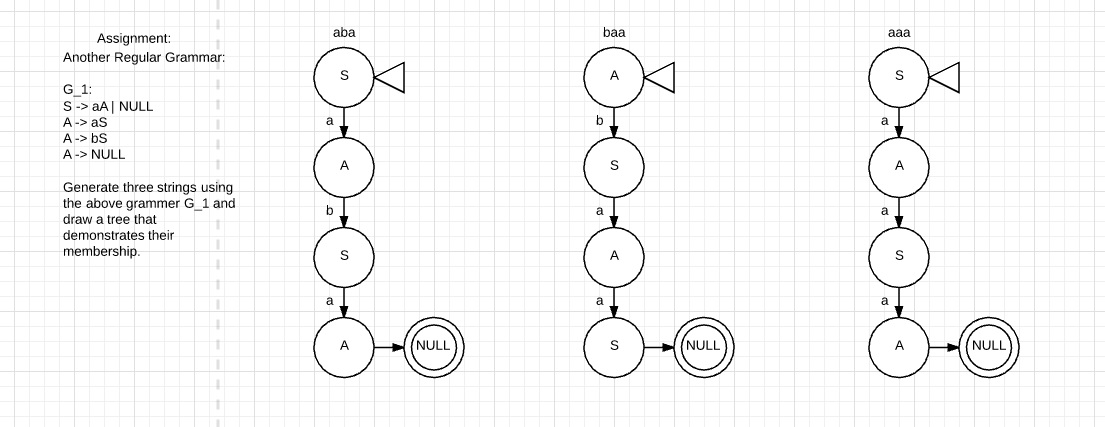 Assignment:
Another Regular Grammar:
G_1:
S -> aA | NULL
A -> aS
A -> bS
A -> NULL
Generate three strings using
the above grammer G_1 and
draw a tree that
demonstrates their
membership.
aba
S
a
A
b
S
a
A
NULL
baa
A
b
S
a
A
a
S
NULL
aaa
S
a
A
a
S
a
A
NULL